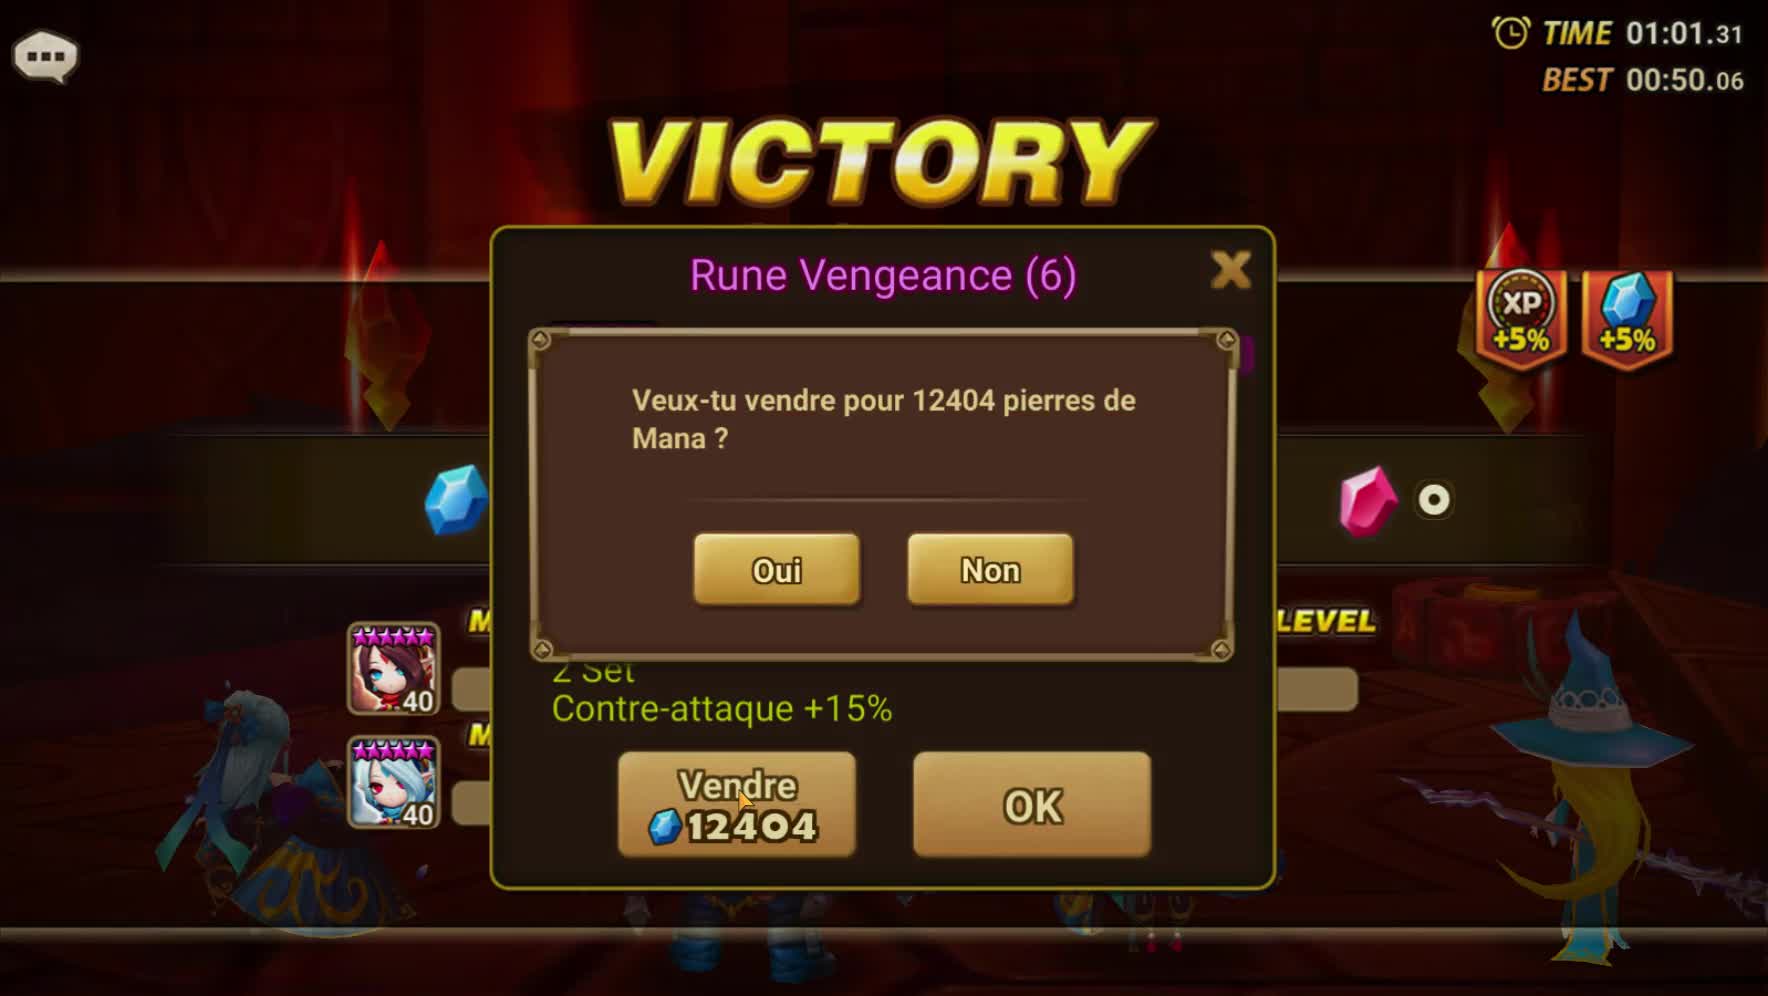 TIME 01:01.31
BEST 00:50.06
VICTORY
Rune Vengeance (6)
XP
+5%
+5%
Veux-tu vendre pour 12404 pierres de
Mana ?
Oui
Non
0
LEVEL
40
2 Set
Contre-attaque +15%
40
Vendre
12404
OK